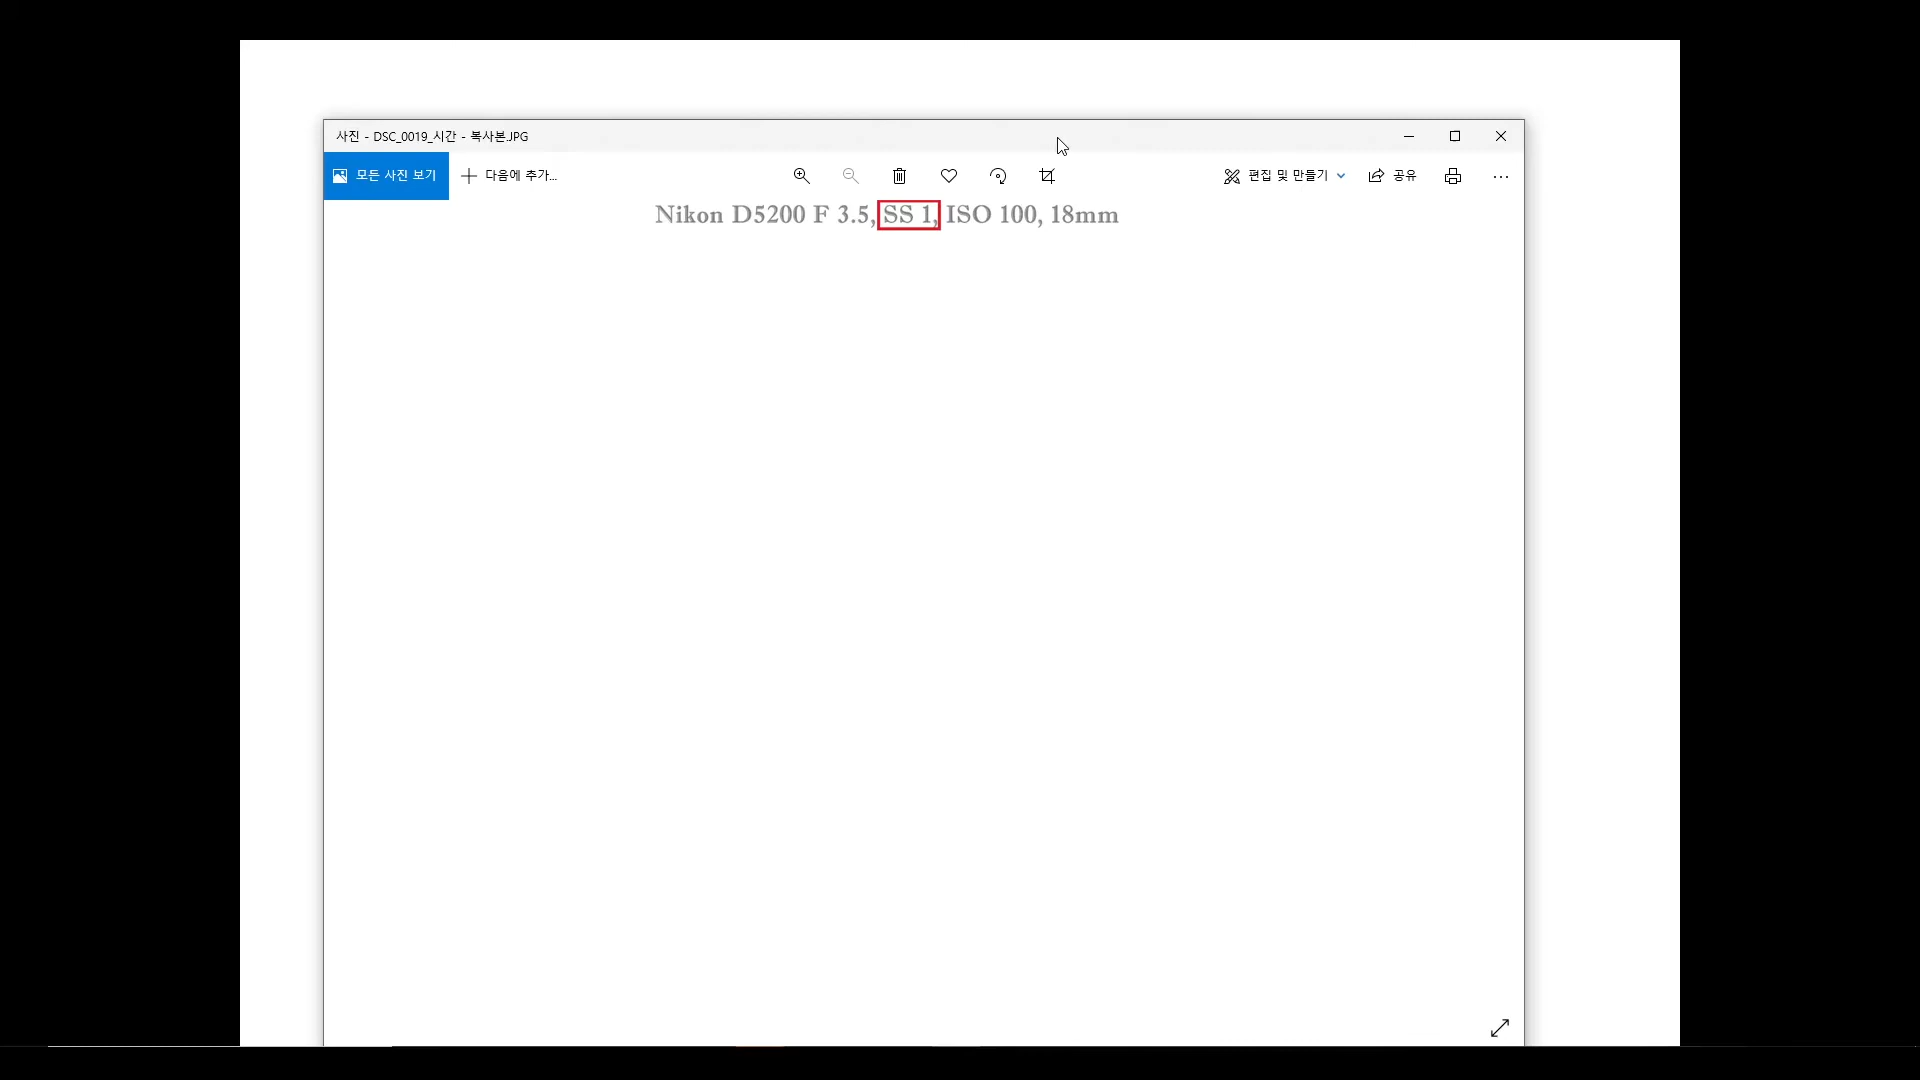 사진 - DSC_0019_시간 - 복사본.JPG
모든 사진 보기 다음에 추가... 편집 및 만들기 공유
Nikon D5200 F 3.5, SS 1, ISO 100, 18mm